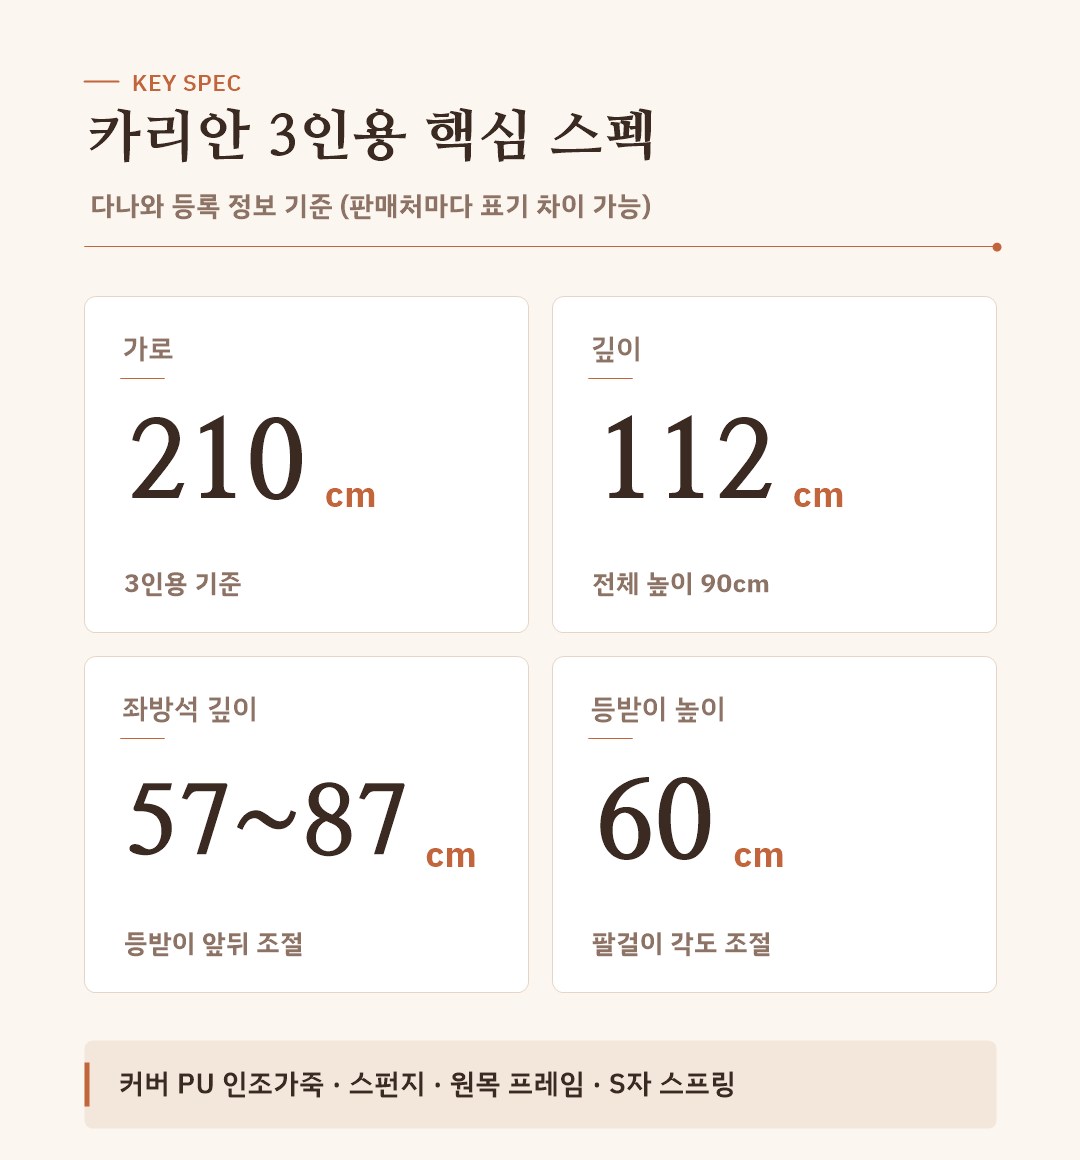 KEY SPEC
카리안 3인용 핵심 스펙
다나와 등록 정보 기준 (판매처마다 표기 차이 가능)
가로
210 cm
3인용 기준
깊이
112 cm
전체 높이 90cm
좌방석 깊이
57~87 cm
등받이 앞뒤 조절
등받이 높이
60 cm
팔걸이 각도 조절
커버 PU 인조가죽 · 스펀지 · 원목 프레임 · S자 스프링